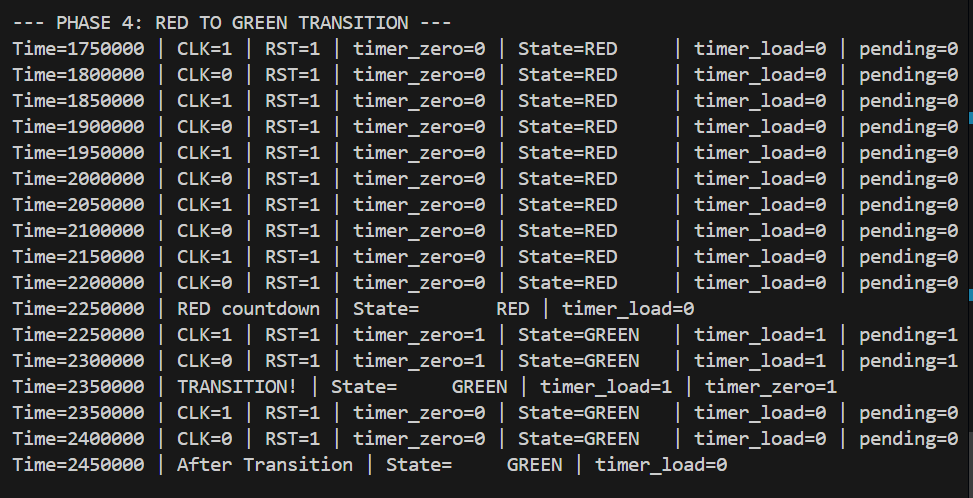 --- PHASE 4: RED TO GREEN TRANSITION ---
Time=1750000 | CLK=1 | RST=1 | timer_zero=0 | State=RED     | timer_load=0 | pending=0
Time=1800000 | CLK=0 | RST=1 | timer_zero=0 | State=RED     | timer_load=0 | pending=0
Time=1850000 | CLK=1 | RST=1 | timer_zero=0 | State=RED     | timer_load=0 | pending=0
Time=1900000 | CLK=0 | RST=1 | timer_zero=0 | State=RED     | timer_load=0 | pending=0
Time=1950000 | CLK=1 | RST=1 | timer_zero=0 | State=RED     | timer_load=0 | pending=0
Time=2000000 | CLK=0 | RST=1 | timer_zero=0 | State=RED     | timer_load=0 | pending=0
Time=2050000 | CLK=1 | RST=1 | timer_zero=0 | State=RED     | timer_load=0 | pending=0
Time=2100000 | CLK=0 | RST=1 | timer_zero=0 | State=RED     | timer_load=0 | pending=0
Time=2150000 | CLK=1 | RST=1 | timer_zero=0 | State=RED     | timer_load=0 | pending=0
Time=2200000 | CLK=0 | RST=1 | timer_zero=0 | State=RED     | timer_load=0 | pending=0
Time=2250000 | RED countdown | State=       RED | timer_load=0
Time=2250000 | CLK=1 | RST=1 | timer_zero=1 | State=GREEN   | timer_load=1 | pending=1
Time=2300000 | CLK=0 | RST=1 | timer_zero=1 | State=GREEN   | timer_load=1 | pending=1
Time=2350000 | TRANSITION! | State=     GREEN | timer_load=1 | timer_zero=1
Time=2350000 | CLK=1 | RST=1 | timer_zero=0 | State=GREEN   | timer_load=0 | pending=0
Time=2400000 | CLK=0 | RST=1 | timer_zero=0 | State=GREEN   | timer_load=0 | pending=0
Time=2450000 | After Transition | State=     GREEN | timer_load=0